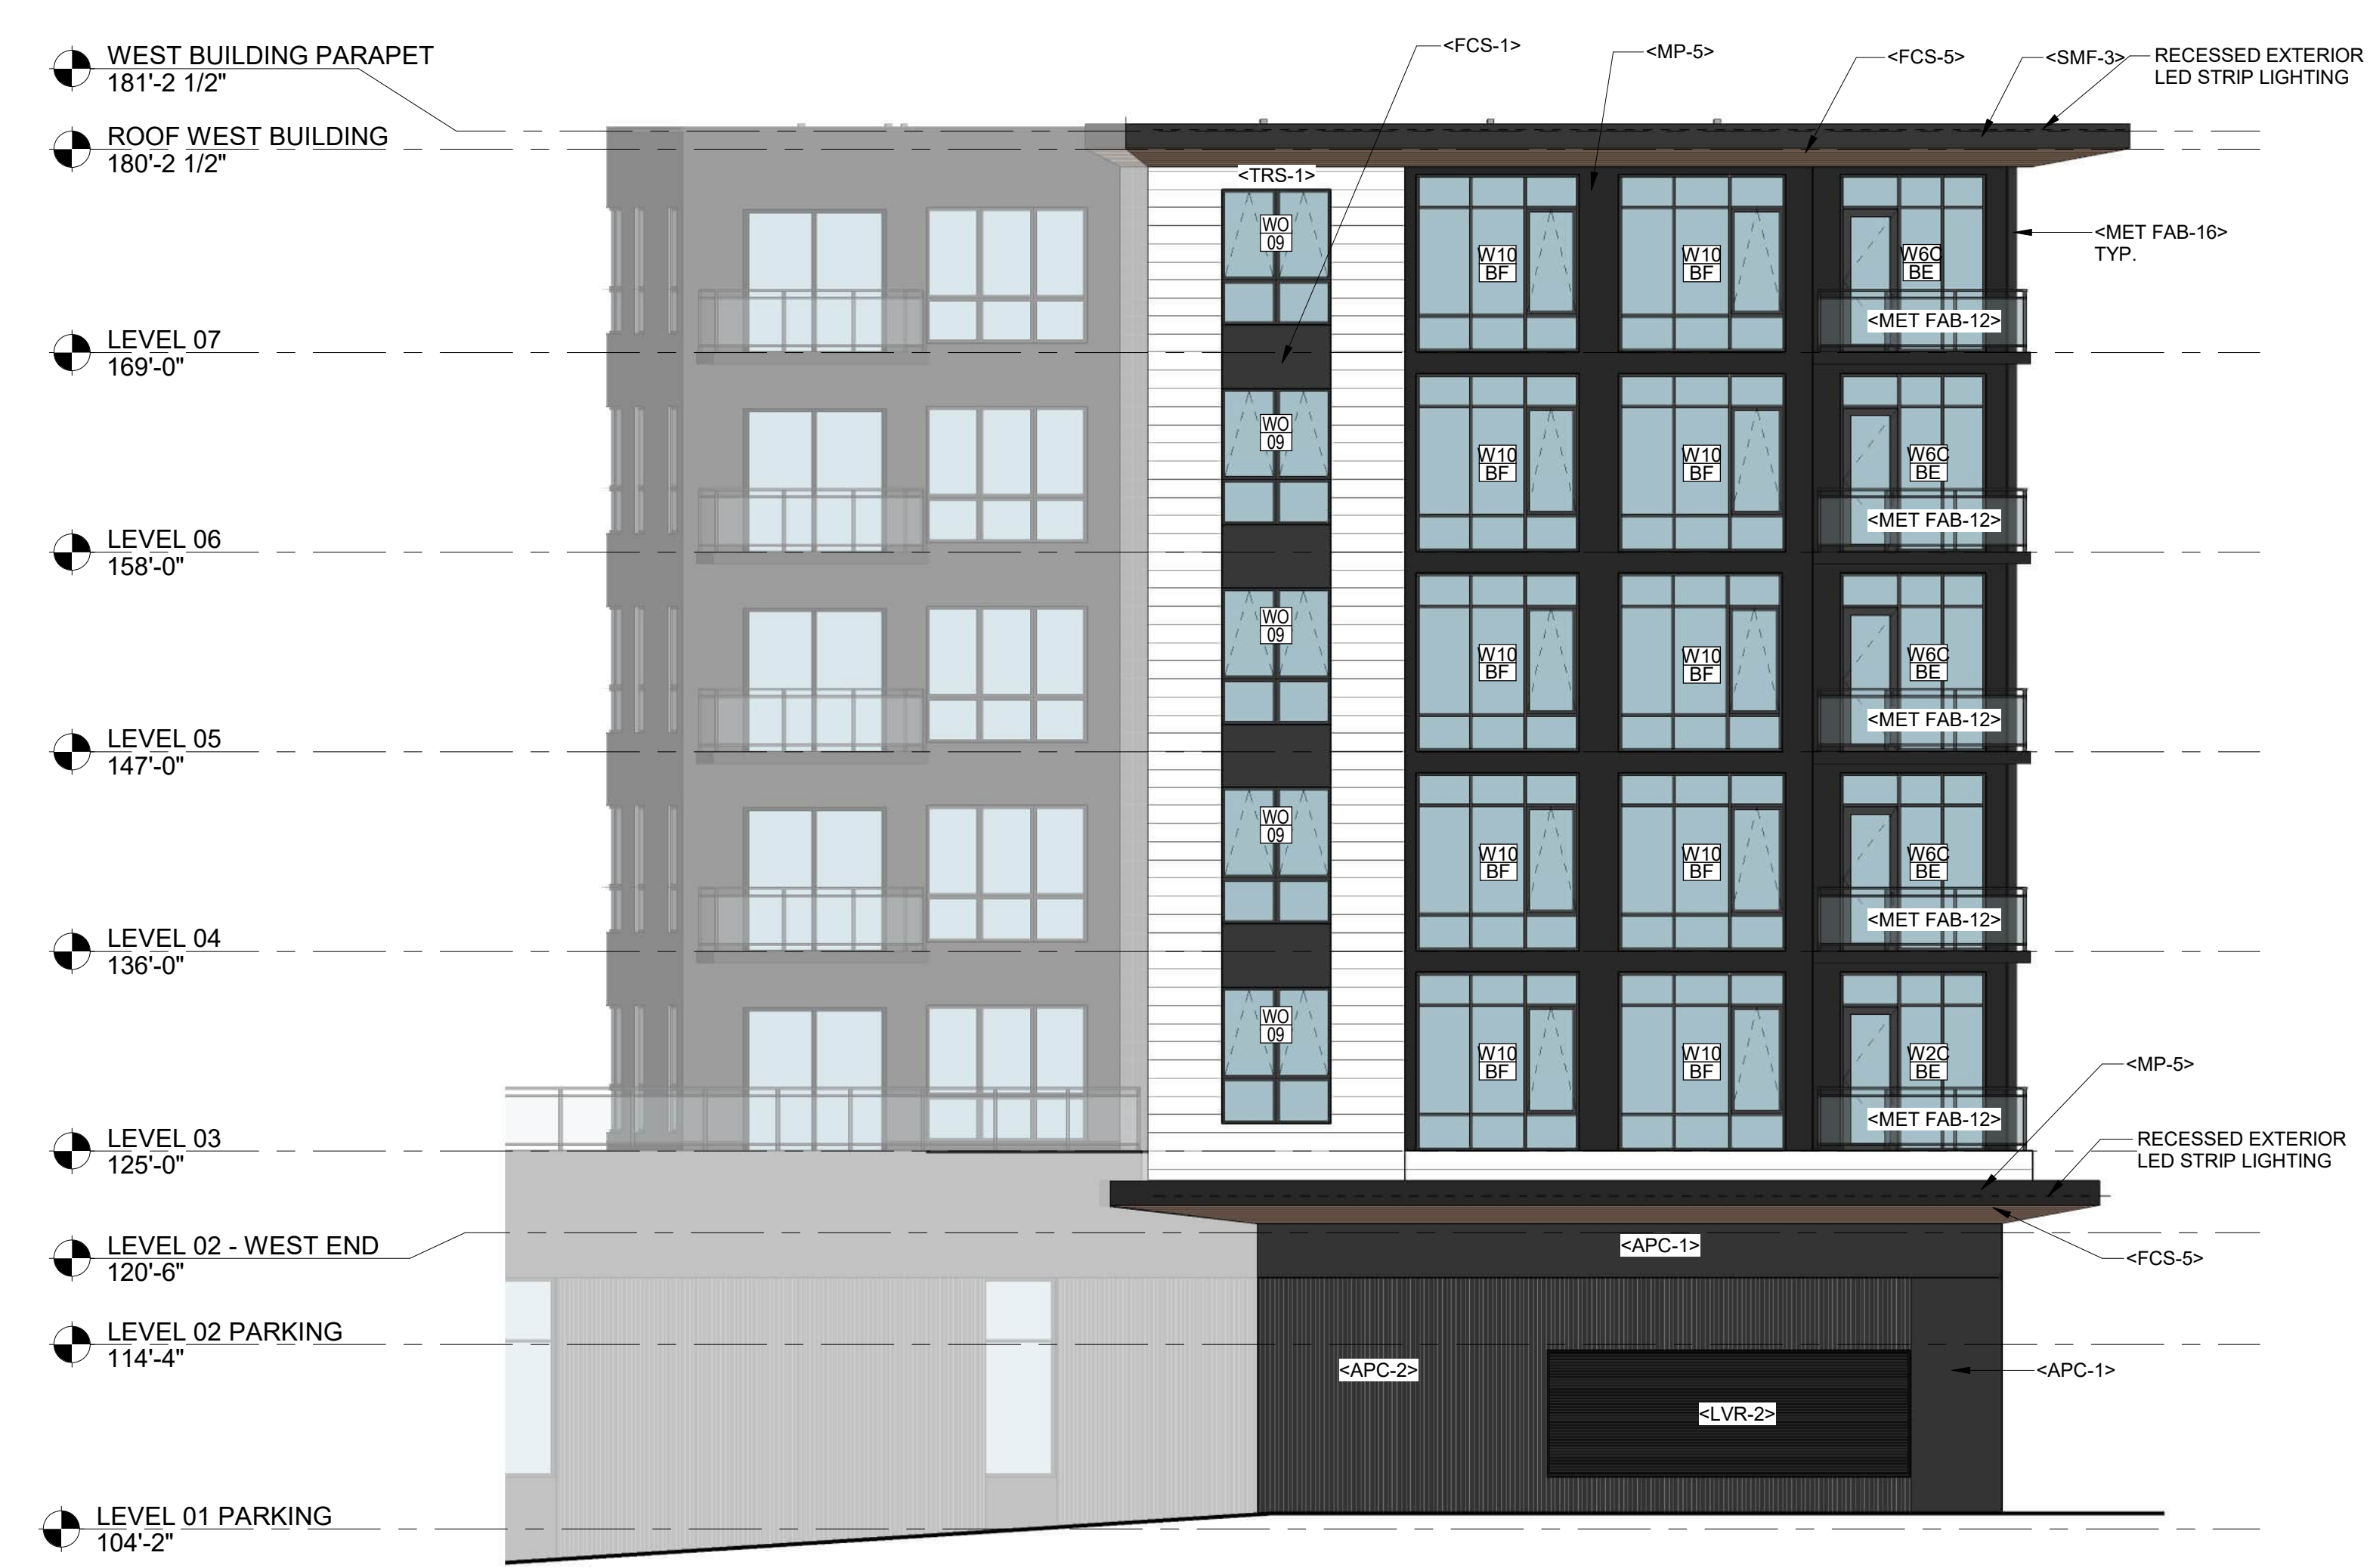 WEST BUILDING PARAPET
181'-2 1/2"
<FCS-1>
<MP-5>
<FCS-5>
<SMF-3>
RECESSED EXTERIOR
LED STRIP LIGHTING
ROOF WEST BUILDING
180'-2 1/2"
<TRS-1>
WO
09
W10
BF
W10
BF
W6C
BE
<MET FAB-16>
TYP.
<MET FAB-12>
LEVEL 07
169'-0"
WO
09
W10
BF
W10
BF
W6C
BE
<MET FAB-12>
LEVEL 06
158'-0"
WO
09
W10
BF
W10
BF
W6C
BE
<MET FAB-12>
LEVEL 05
147'-0"
WO
09
W10
BF
W10
BF
W6C
BE
<MET FAB-12>
LEVEL 04
136'-0"
WO
09
W10
BF
W10
BF
W2C
BE
<MP-5>
<MET FAB-12>
LEVEL 03
125'-0"
RECESSED EXTERIOR
LED STRIP LIGHTING
LEVEL 02 - WEST END
120'-6"
<APC-1>
<FCS-5>
LEVEL 02 PARKING
114'-4"
<APC-2>
<APC-1>
<LVR-2>
LEVEL 01 PARKING
104'-2"